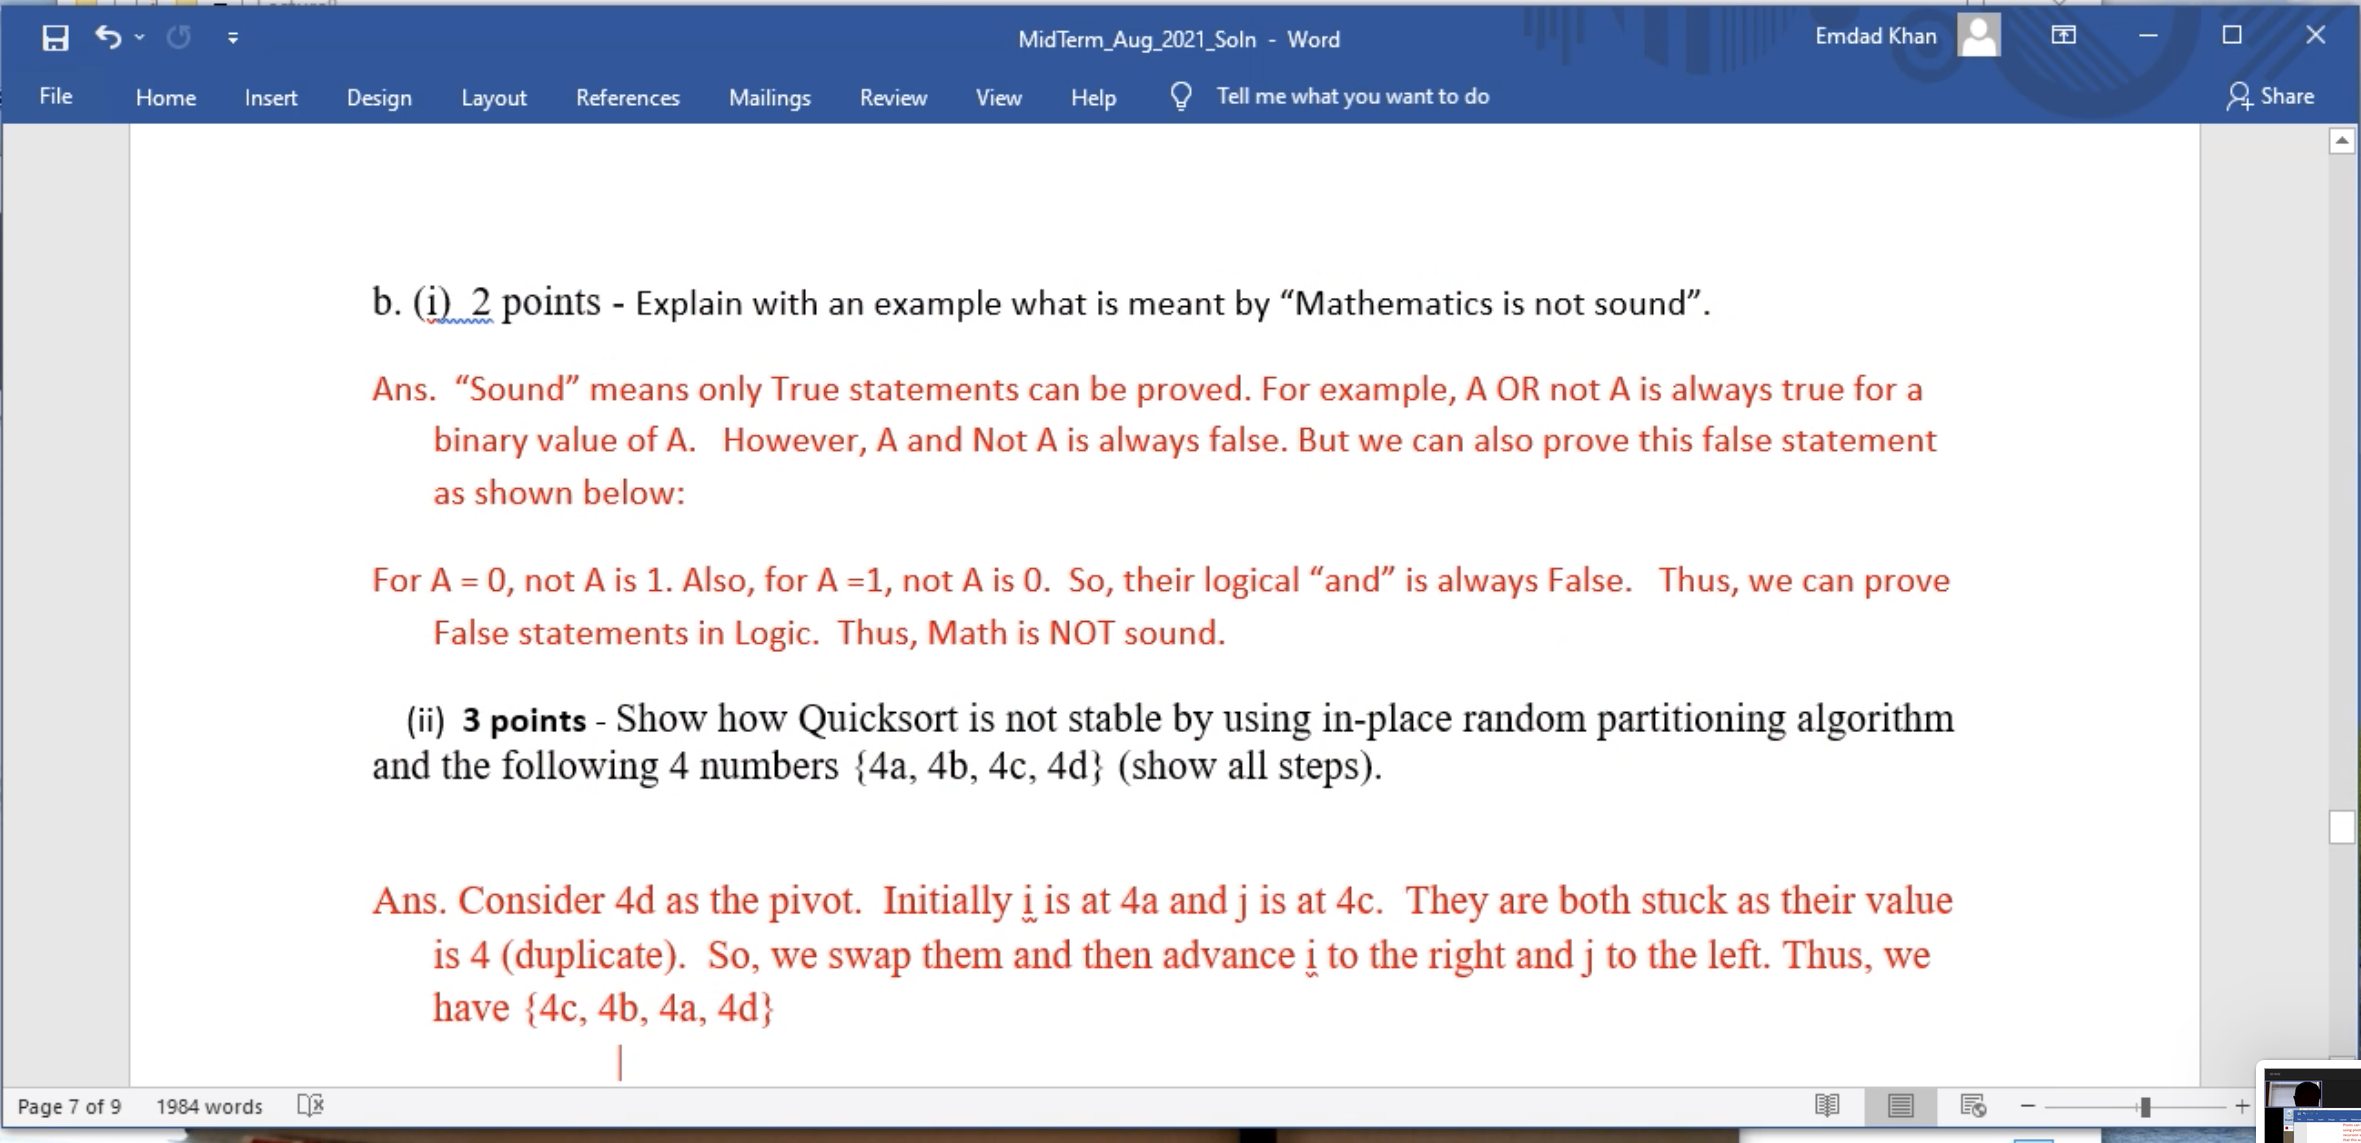 MidTerm_Aug_2021_Soln - Word
Emdad Khan
File Home Insert Design Layout References Mailings Review View Help Tell me what you want to do Share
b. (i) 2 points - Explain with an example what is meant by “Mathematics is not sound”.
Ans. “Sound” means only True statements can be proved. For example, A OR not A is always true for a
binary value of A. However, A and Not A is always false. But we can also prove this false statement
as shown below:
For A = 0, not A is 1. Also, for A =1, not A is 0. So, their logical “and” is always False. Thus, we can prove
False statements in Logic. Thus, Math is NOT sound.
(ii) 3 points - Show how Quicksort is not stable by using in-place random partitioning algorithm
and the following 4 numbers {4a, 4b, 4c, 4d} (show all steps).
Ans. Consider 4d as the pivot. Initially i is at 4a and j is at 4c. They are both stuck as their value
is 4 (duplicate). So, we swap them and then advance i to the right and j to the left. Thus, we
have {4c, 4b, 4a, 4d}
Page 7 of 9 1984 words